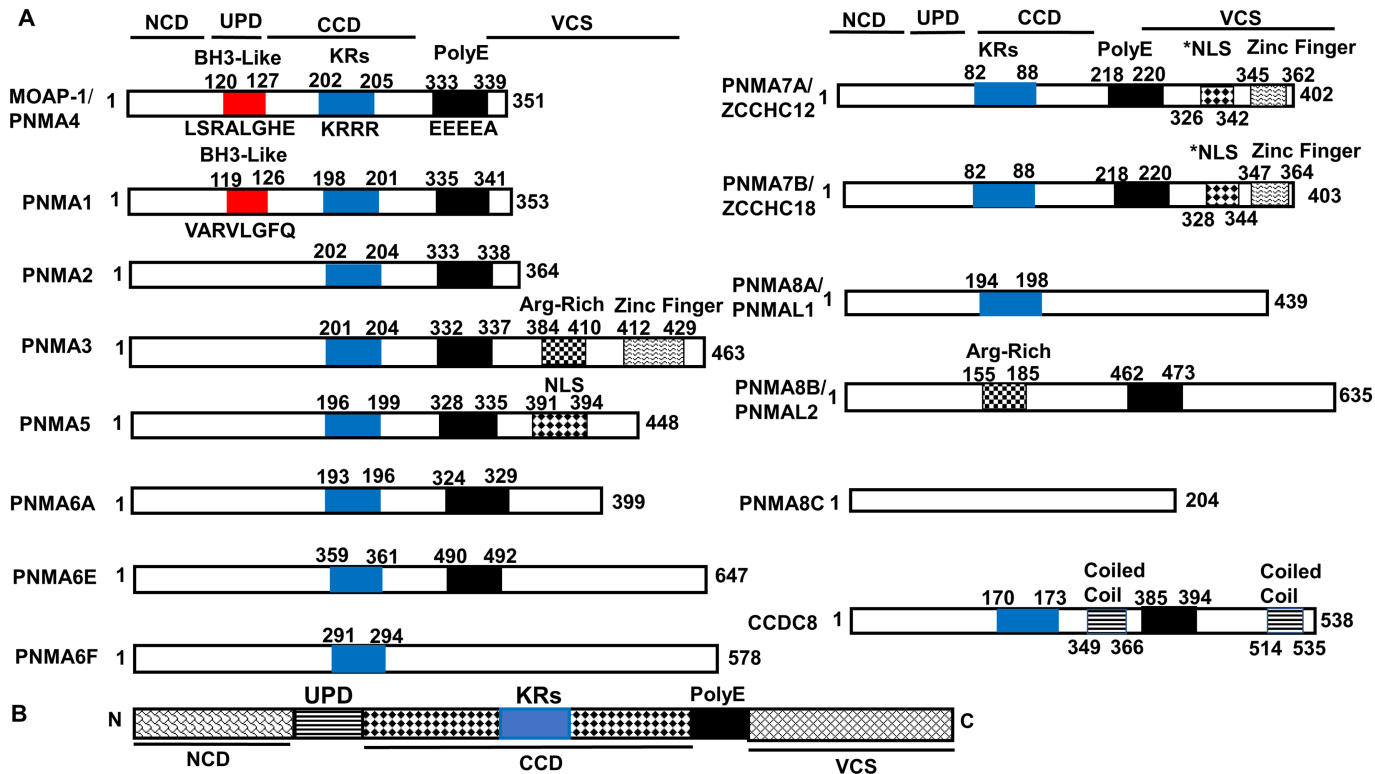 A
NCD UPD CCD VCS
BH3-Like KRs PolyE
120 127 202 205 333 339
MOAP-1/
PNMA4
1 351
LSRALGHE KRRR EEEEA
BH3-Like
119 126 198 201 335 341
PNMA1 1 353
VARVLGFQ
202 204 333 338
PNMA2 1 364
Arg-Rich Zinc Finger
201 204 332 337 384 410 412 429
PNMA3 1 463
NLS
196 199 328 335 391 394
PNMA5 1 448
193 196 324 329
PNMA6A 1 399
359 361 490 492
PNMA6E 1 647
291 294
PNMA6F 1 578
NCD UPD CCD VCS
KRs PolyE *NLS Zinc Finger
82 88 218 220 345 362
PNMA7A/
ZCCHC12
1 402
326 342
*NLS Zinc Finger
82 88 218 220 347 364
PNMA7B/
ZCCHC18
1 403
328 344
194 198
PNMA8A/
PNMAL1
1 439
Arg-Rich
155 185 462 473
PNMA8B/
PNMAL2
1 635
PNMA8C 1 204
Coiled
Coil
Coiled
Coil
170 173 385 394
CCDC8 1 538
349 366 514 535
B
UPD KRs PolyE
N C
NCD CCD VCS